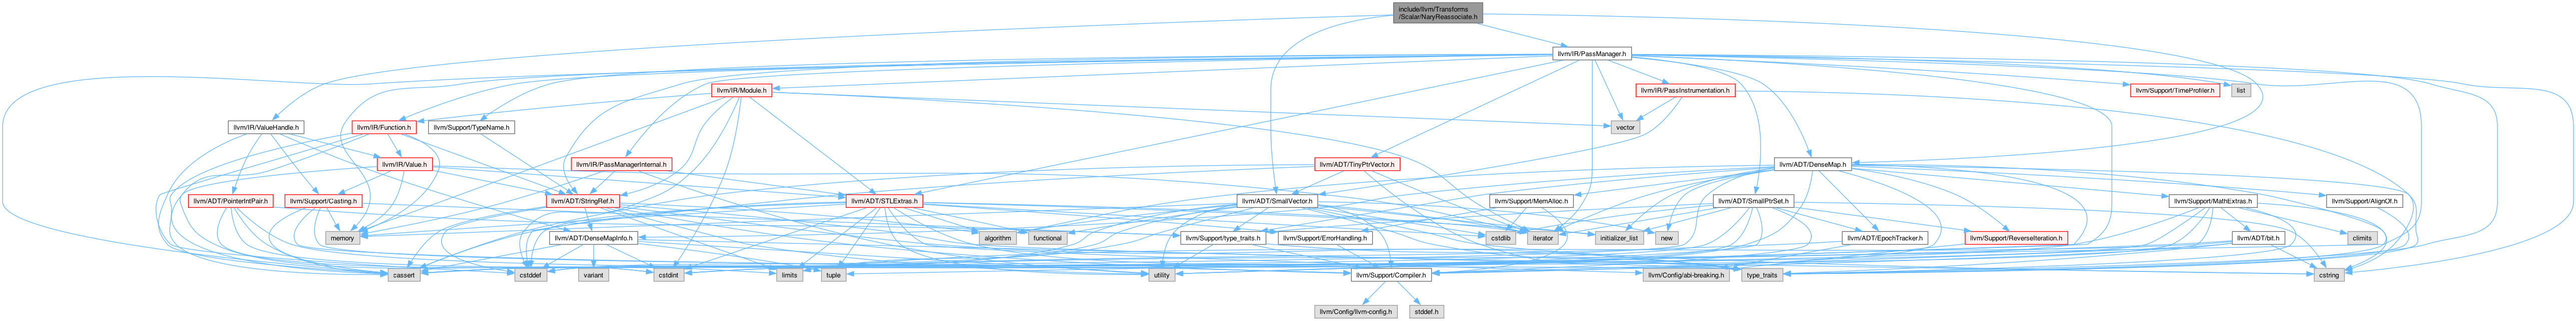 include/llvm/Transforms
/Scalar/NaryReassociate.h
llvm/IR/PassManager.h
llvm/IR/Module.h
llvm/IR/PassInstrumentation.h
llvm/Support/TimeProfiler.h
list
llvm/IR/ValueHandle.h
llvm/IR/Function.h
llvm/Support/TypeName.h
vector
llvm/IR/Value.h
llvm/IR/PassManagerInternal.h
llvm/ADT/TinyPtrVector.h
llvm/ADT/DenseMap.h
llvm/ADT/PointerIntPair.h
llvm/Support/Casting.h
llvm/ADT/StringRef.h
llvm/ADT/STLExtras.h
llvm/ADT/SmallVector.h
llvm/Support/MemAlloc.h
llvm/ADT/SmallPtrSet.h
llvm/Support/MathExtras.h
llvm/Support/AlignOf.h
memory
llvm/ADT/DenseMapInfo.h
algorithm
functional
llvm/Support/type_traits.h
llvm/Support/ErrorHandling.h
cstdlib
iterator
initializer_list
new
llvm/ADT/EpochTracker.h
llvm/Support/ReverseIteration.h
llvm/ADT/bit.h
climits
cassert
cstddef
variant
cstdint
limits
tuple
utility
llvm/Support/Compiler.h
llvm/Config/abi-breaking.h
type_traits
cstring
llvm/Config/llvm-config.h
stddef.h